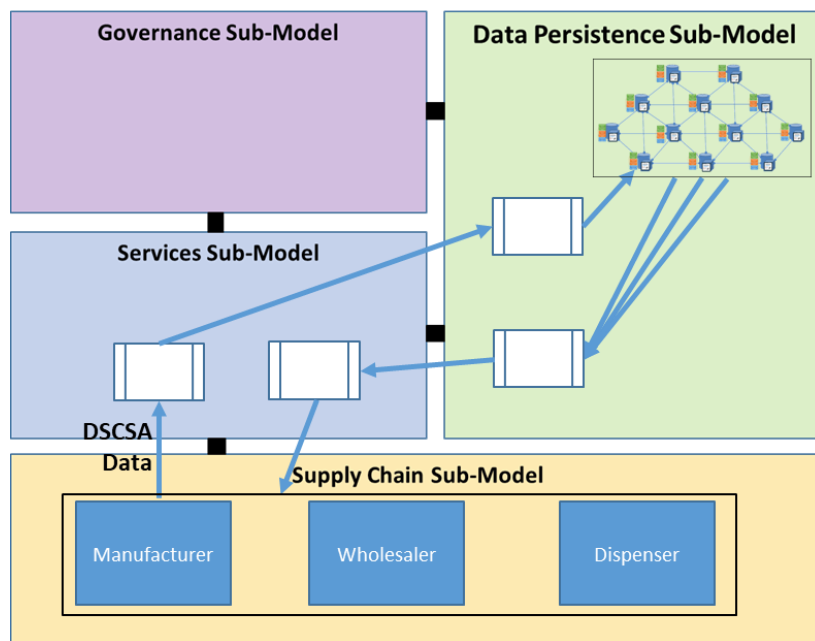 Governance Sub-Model
Data Persistence Sub-Model
Services Sub-Model
DSCSA
Data
Supply Chain Sub-Model
Manufacturer
Wholesaler
Dispenser